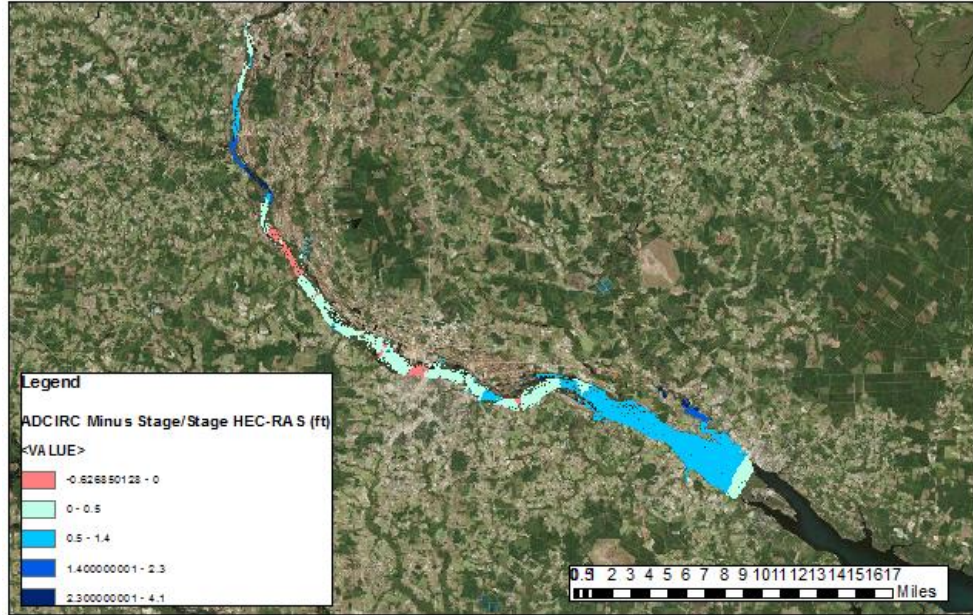 Legend
ADCIRC Minus Stage/Stage HEC-RAS (ft)
<VALUE>
-0.626850128 - 0
0 - 0.5
0.5 - 1.4
1.400000001 - 2.3
2.300000001 - 4.1
0 0.5 1 2 3 4 5 6 7 8 9 10 11 12 13 14 15 16 17
Miles